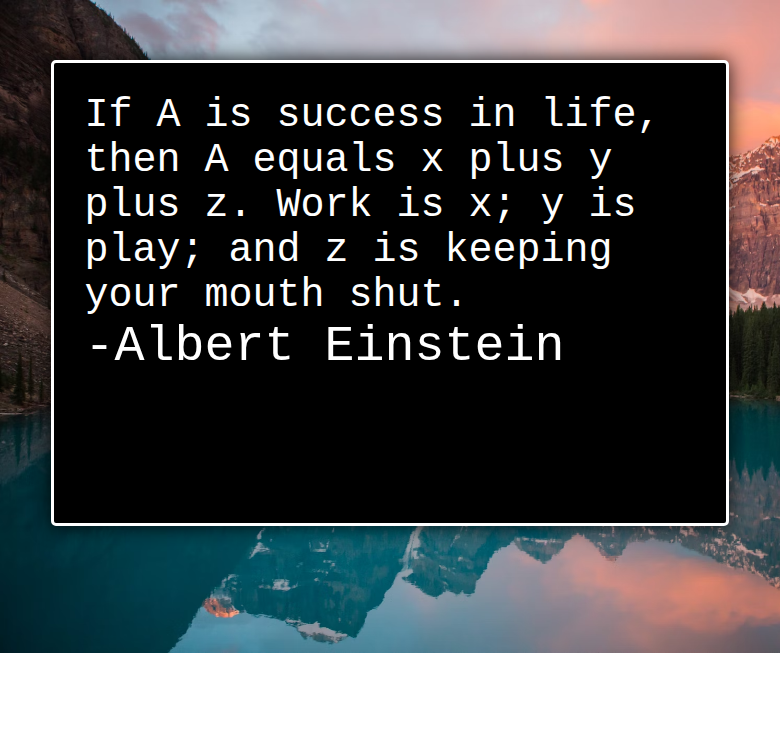 If A is success in life,
then A equals x plus y
plus z. Work is x; y is
play; and z is keeping
your mouth shut.
-Albert Einstein